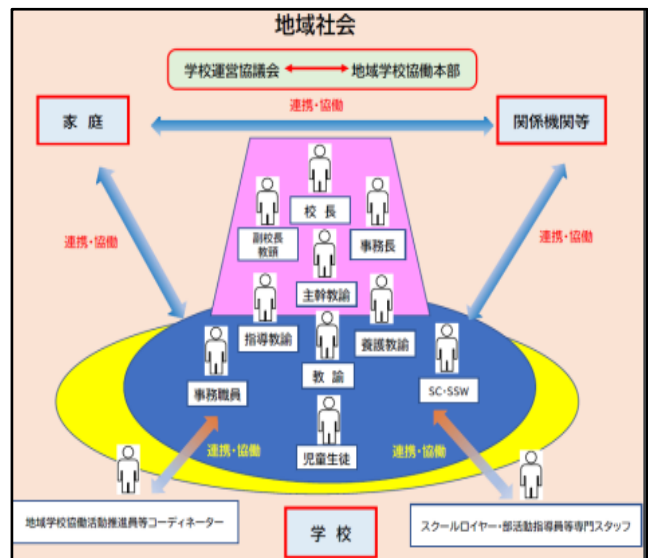 地域社会
学校運営協議会
地域学校協働本部
連携・協働
家 庭
関係機関等
校 長
副校長
教頭
事務長
連携・協働
連携・協働
主幹教諭
指導教諭
養護教諭
教 諭
事務職員
SC・SSW
連携・協働
児童生徒
連携・協働
地域学校協働活動推進員等コーディネーター
学 校
スクールロイヤー・部活動指導員等専門スタッフ